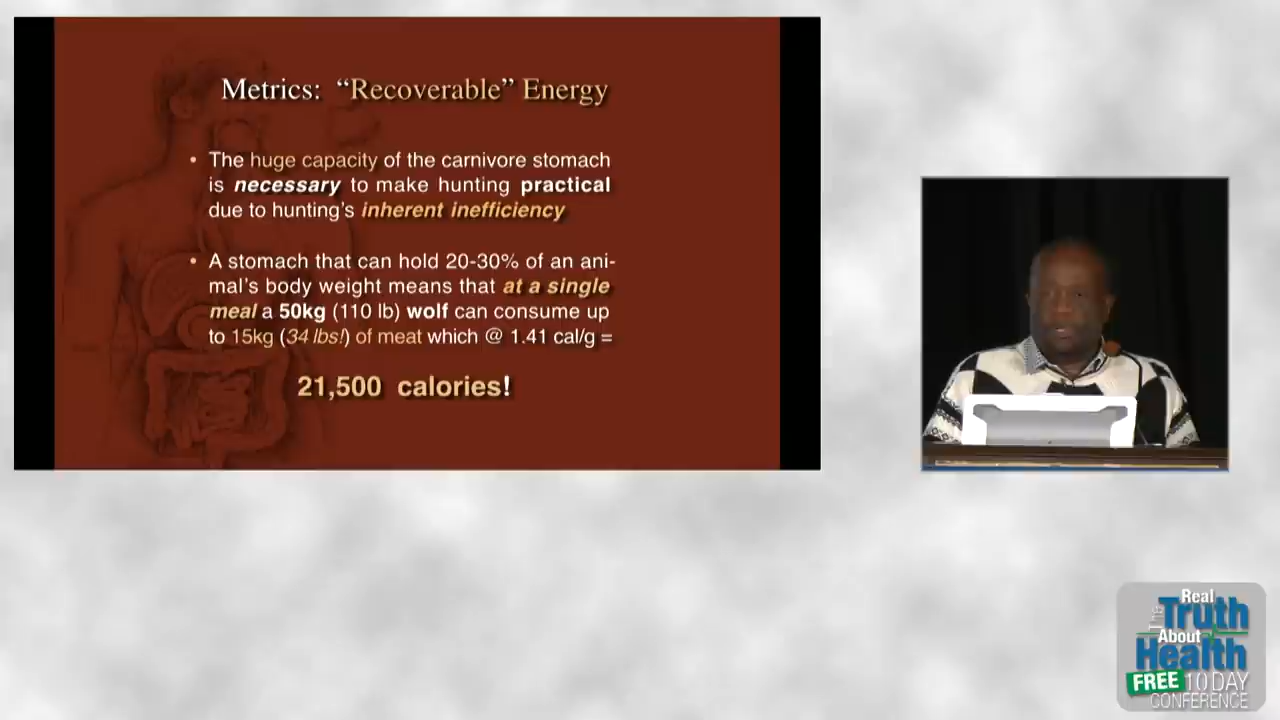 Metrics: “Recoverable” Energy
• The huge capacity of the carnivore stomach
is necessary to make hunting practical
due to hunting’s inherent inefficiency
• A stomach that can hold 20-30% of an ani-
mal’s body weight means that at a single
meal a 50kg (110 lb) wolf can consume up
to 15kg (34 lbs!) of meat which @ 1.41 cal/g =
21,500 calories!
The Real
Truth
About
Health
FREE 10 DAY
CONFERENCE